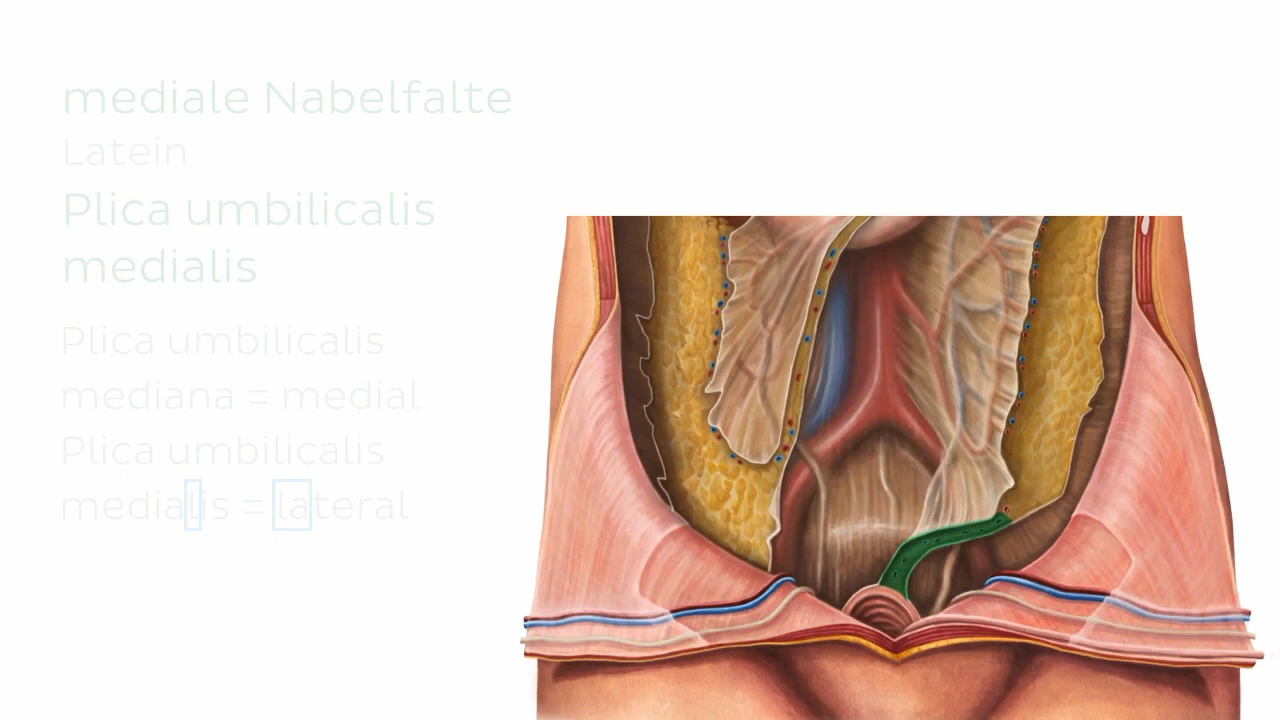 mediale Nabelfalte
Latein
Plica umbilicalis
medialis
Plica umbilicalis
mediana = medial
Plica umbilicalis
medialis = lateral